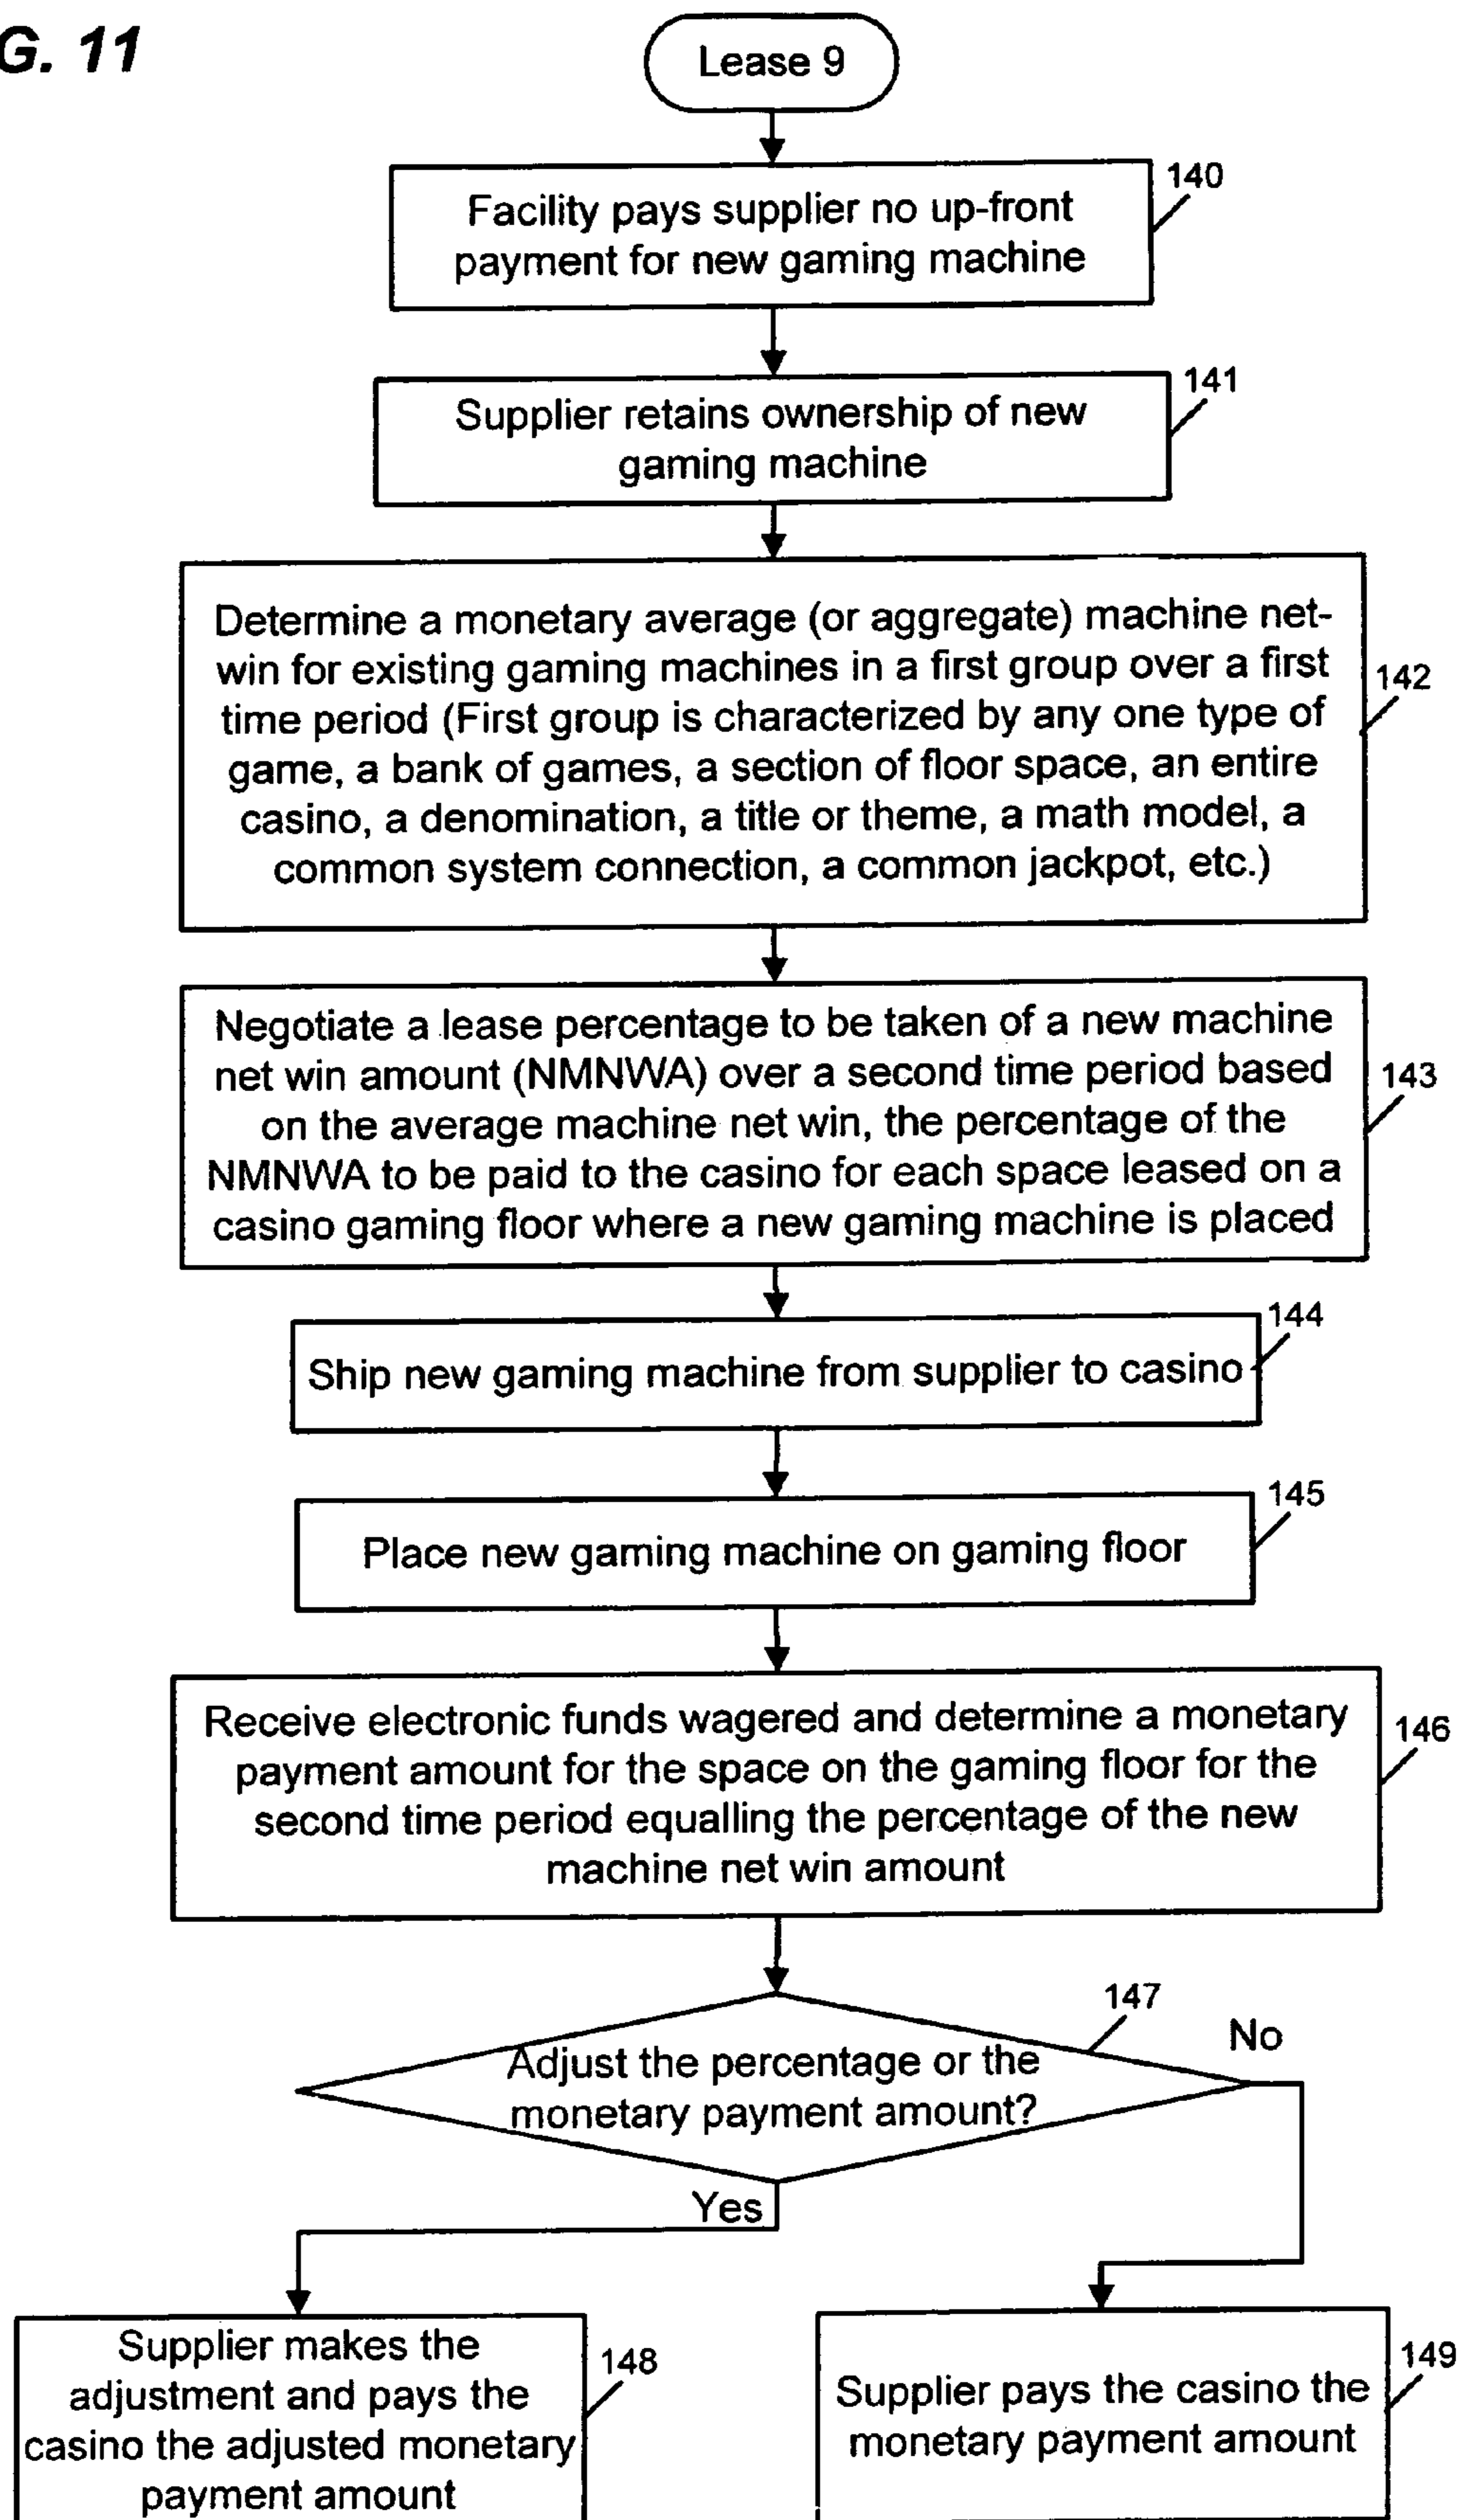 G. 11
Lease 9
140
Facility pays supplier no up-front
payment for new gaming machine
141
Supplier retains ownership of new
gaming machine
Determine a monetary average (or aggregate) machine net-
win for existing gaming machines in a first group over a first
time period (First group is characterized by any one type of
game, a bank of games, a section of floor space, an entire
casino, a denomination, a title or theme, a math model, a
common system connection, a common jackpot, etc.)
142
Negotiate a lease percentage to be taken of a new machine
net win amount (NMNWA) over a second time period based
on the average machine net win, the percentage of the
NMNWA to be paid to the casino for each space leased on a
casino gaming floor where a new gaming machine is placed
143
144
Ship new gaming machine from supplier to casino
145
Place new gaming machine on gaming floor
Receive electronic funds wagered and determine a monetary
payment amount for the space on the gaming floor for the
second time period equalling the percentage of the new
machine net win amount
146
147
No
Adjust the percentage or the
monetary payment amount?
Yes
Supplier makes the
adjustment and pays the
casino the adjusted monetary
payment amount
148
Supplier pays the casino the
monetary payment amount
149